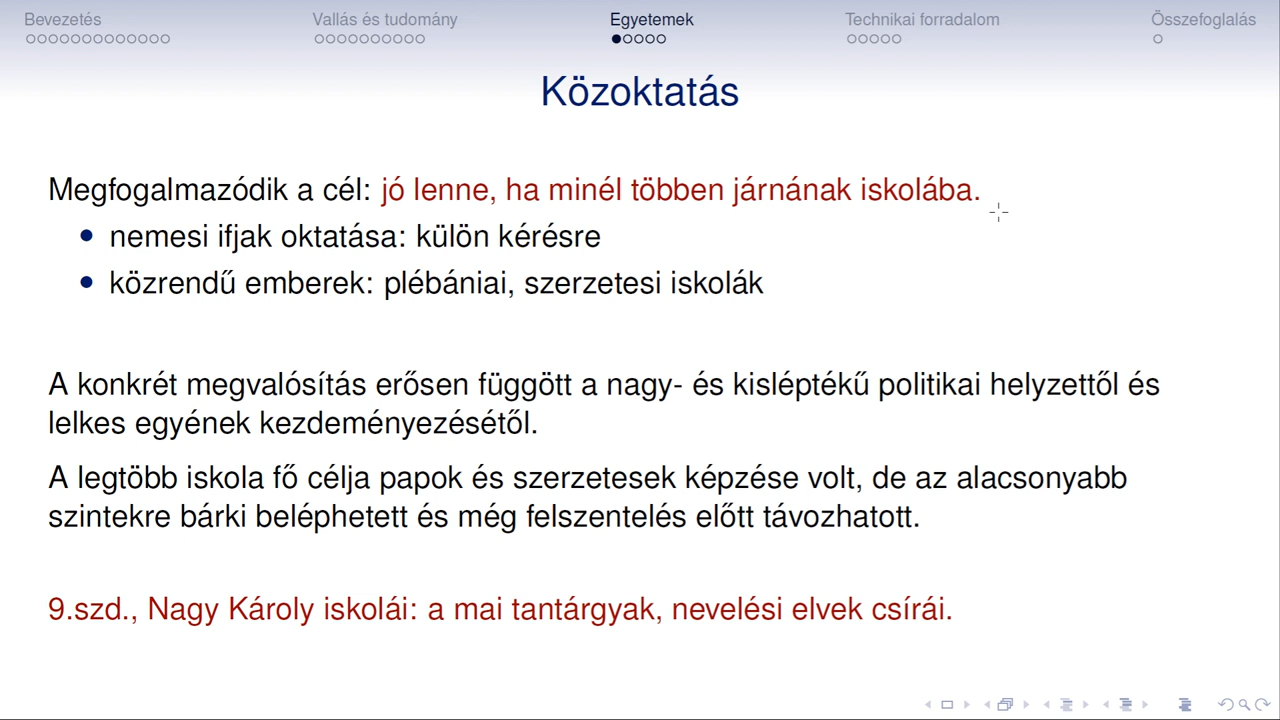 Bevezetés
Vallás és tudomány
Egyetemek
Technikai forradalom
Összefoglalás
Közoktatás
Megfogalmazódik a cél: jó lenne, ha minél többen járnának iskolába.
nemesi ifjak oktatása: külön kérésre
közrendű emberek: plébániai, szerzetesi iskolák
A konkrét megvalósítás erősen függött a nagy- és kisléptékű politikai helyzettől és
lelkes egyének kezdeményezésétől.
A legtöbb iskola fő célja papok és szerzetesek képzése volt, de az alacsonyabb
szintekre bárki beléphetett és még felszentelés előtt távozhatott.
9.szd., Nagy Károly iskolái: a mai tantárgyak, nevelési elvek csírái.